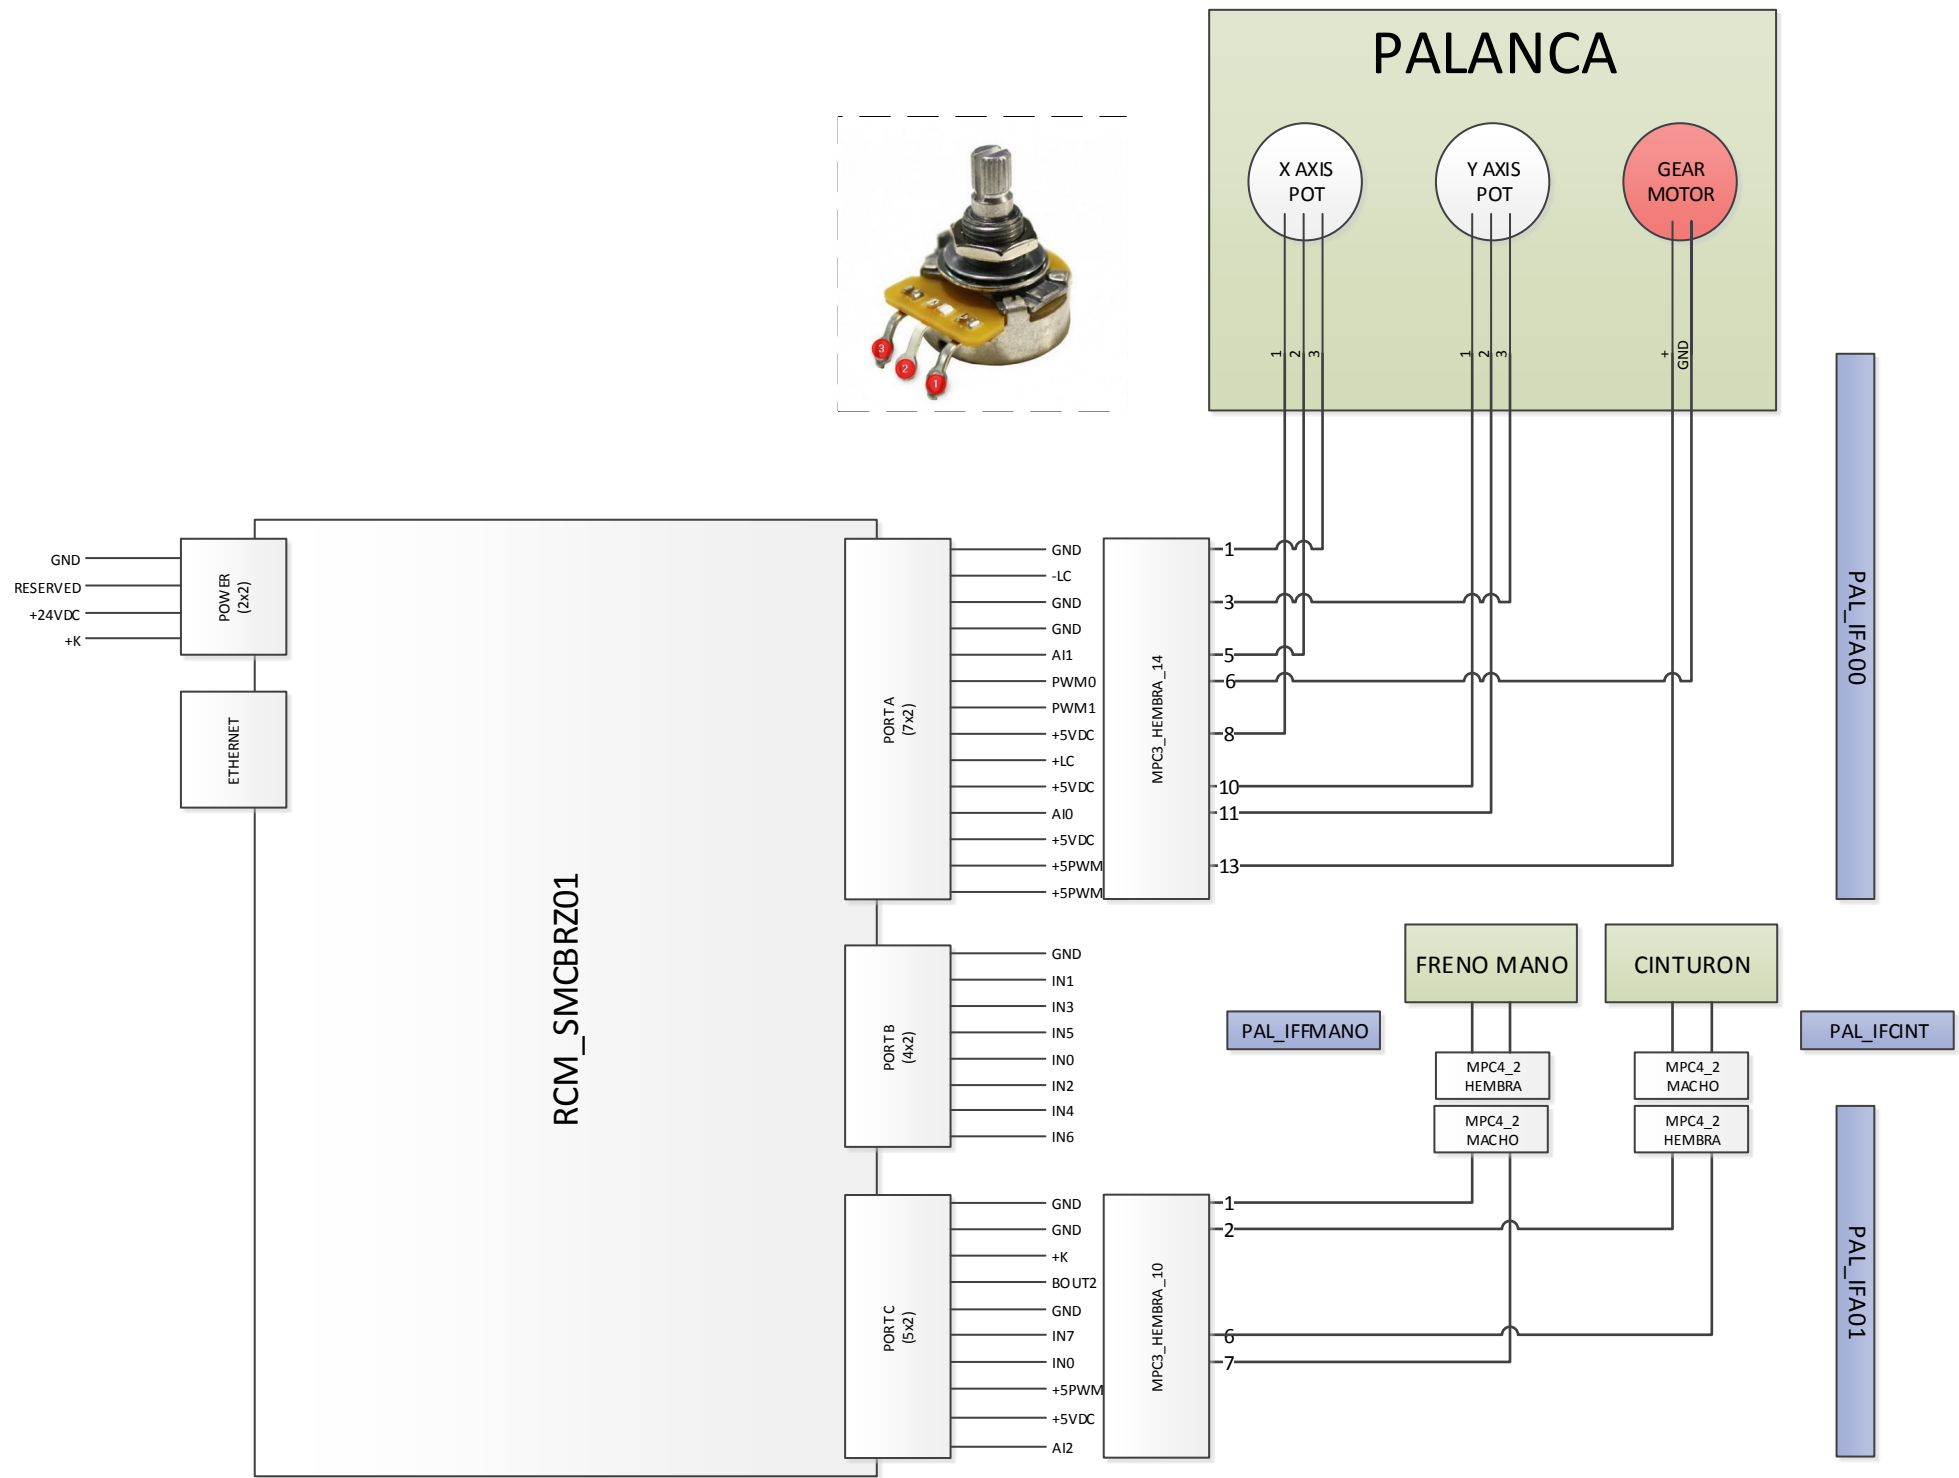 PALANCA
X AXIS
POT
Y AXIS
POT
GEAR
MOTOR
3
2
1
1
2
3
1
2
3
+
GND
PAL_IFA00
GND
RESERVED
+24VDC
+K
POWER
(2x2)
ETHERNET
RCM_SMCBRZ01
PORT A
(7x2)
GND
-LC
GND
GND
AI1
PWM0
PWM1
+5VDC
+LC
+5VDC
AI0
+5VDC
+5PWM
+5PWM
MPC3_HEMBRA_14
1
3
5
6
8
10
11
13
PORT B
(4x2)
GND
IN1
IN3
IN5
IN0
IN2
IN4
IN6
FRENO MANO
CINTURON
PAL_IFFMANO
PAL_IFCINT
MPC4_2
HEMBRA
MPC4_2
MACHO
MPC4_2
MACHO
MPC4_2
HEMBRA
PORT C
(5x2)
GND
GND
+K
BOUT2
GND
IN7
IN0
+5PWM
+5VDC
AI2
MPC3_HEMBRA_10
1
2
6
7
PAL_IFA01